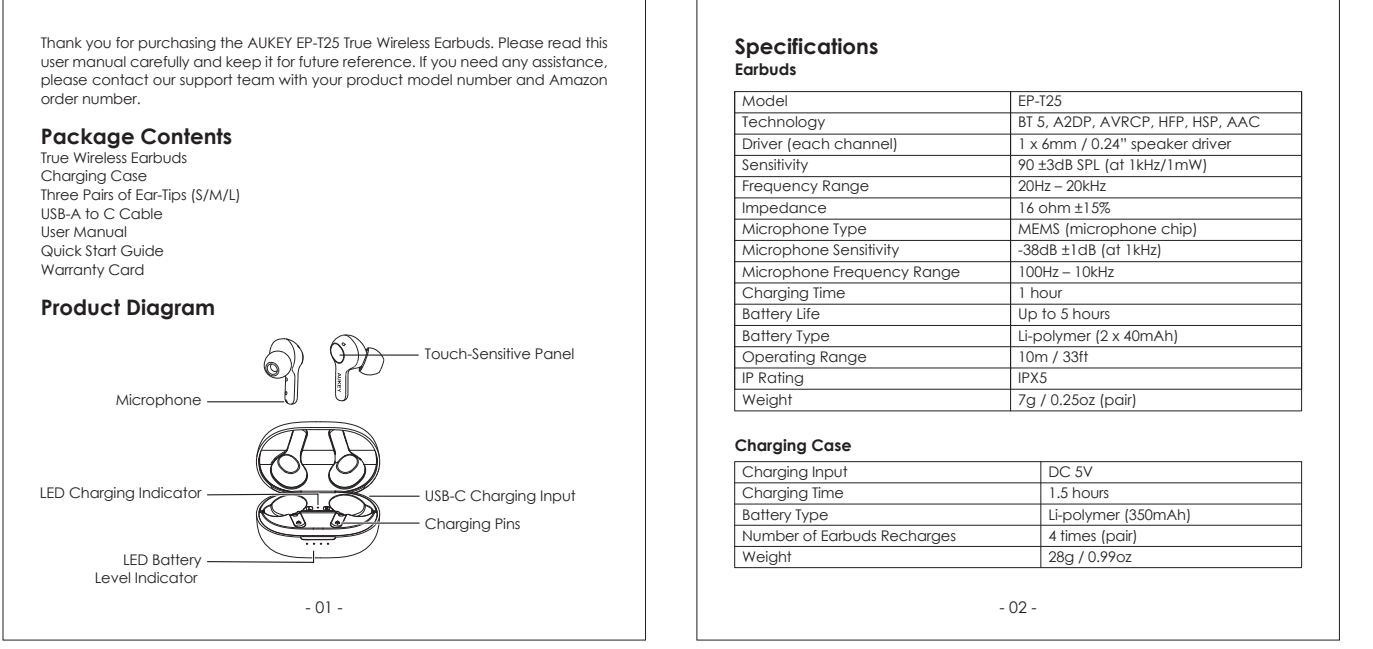 Thank you for purchasing the AUKEY EP-T25 True Wireless Earbuds. Please read this
user manual carefully and keep it for future reference. If you need any assistance,
please contact our support team with your product model number and Amazon
order number.
Package Contents
True Wireless Earbuds
Charging Case
Three Pairs of Ear-Tips (S/M/L)
USB-A to C Cable
User Manual
Quick Start Guide
Warranty Card
Product Diagram
Touch-Sensitive Panel
AUKEY
Microphone
LED Charging Indicator
USB-C Charging Input
Charging Pins
LED Battery
Level Indicator
- 01 -
Specifications
Earbuds
Model EP-T25
Technology BT 5, A2DP, AVRCP, HFP, HSP, AAC
Driver (each channel) 1 x 6mm / 0.24” speaker driver
Sensitivity 90 ±3dB SPL (at 1kHz/1mW)
Frequency Range 20Hz – 20kHz
Impedance 16 ohm ±15%
Microphone Type MEMS (microphone chip)
Microphone Sensitivity -38dB ±1dB (at 1kHz)
Microphone Frequency Range 100Hz – 10kHz
Charging Time 1 hour
Battery Life Up to 5 hours
Battery Type Li-polymer (2 x 40mAh)
Operating Range 10m / 33ft
IP Rating IPX5
Weight 7g / 0.25oz (pair)
Charging Case
Charging Input DC 5V
Charging Time 1.5 hours
Battery Type Li-polymer (350mAh)
Number of Earbuds Recharges 4 times (pair)
Weight 28g / 0.99oz
- 02 -